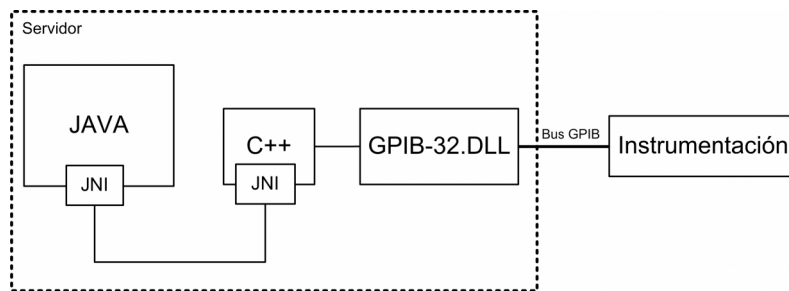 Servidor
JAVA
JNI
C++
JNI
GPIB-32.DLL
Bus GPIB
Instrumentación